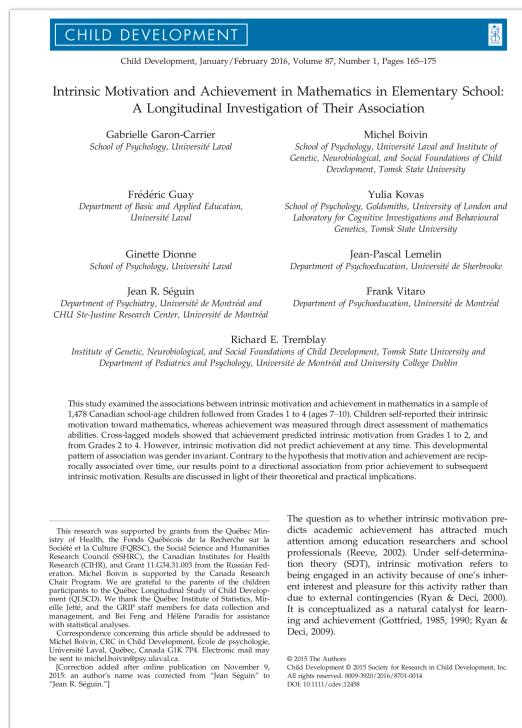 CHILD DEVELOPMENT
Child Development, January/February 2016, Volume 87, Number 1, Pages 165–175
Intrinsic Motivation and Achievement in Mathematics in Elementary School:
A Longitudinal Investigation of Their Association
Gabrielle Garon-Carrier
School of Psychology, Université Laval
Michel Boivin
School of Psychology, Université Laval and Institute of
Genetic, Neurobiological, and Social Foundations of Child
Development, Tomsk State University
Frédéric Guay
Department of Basic and Applied Education,
Université Laval
Yulia Kovas
School of Psychology, Goldsmiths, University of London and
Laboratory for Cognitive Investigations and Behavioural
Genetics, Tomsk State University
Ginette Dionne
School of Psychology, Université Laval
Jean-Pascal Lemelin
Department of Psychoeducation, Université de Sherbrooke
Jean R. Séguin
Department of Psychiatry, Université de Montréal and
CHU Ste-Justine Research Center, Université de Montréal
Frank Vitaro
Department of Psychoeducation, Université de Montréal
Richard E. Tremblay
Institute of Genetic, Neurobiological, and Social Foundations of Child Development, Tomsk State University and
Department of Pediatrics and Psychology, Université de Montréal and University College Dublin
This study examined the associations between intrinsic motivation and achievement in mathematics in a sample of
1,478 Canadian school-age children followed from Grades 1 to 4 (ages 7–10). Children self-reported their intrinsic
motivation toward mathematics, whereas achievement was measured through direct assessment of mathematics
abilities. Cross-lagged models showed that achievement predicted intrinsic motivation from Grades 1 to 2, and
from Grades 2 to 4. However, intrinsic motivation did not predict achievement at any time. This developmental
pattern of association was gender invariant. Contrary to the hypothesis that motivation and achievement are recip-
rocally associated over time, our results point to a directional association from prior achievement to subsequent
intrinsic motivation. Results are discussed in light of their theoretical and practical implications.
This research was supported by grants from the Québec Min-
istry of Health, the Fonds Québécois de la Recherche sur la
Société et la Culture (FQRSC), the Social Science and Humanities
Research Council (SSHRC), the Canadian Institutes for Health
Research (CIHR), and Grant 11.G34.31.003 from the Russian Fed-
eration. Michel Boivin is supported by the Canada Research
Chair Program. We are grateful to the parents of the children
participants to the Québec Longitudinal Study of Child Develop-
ment (QLSCD). We thank the Québec Institute of Statistics, Mir-
eille Jetté, and the GRIP staff members for data collection and
management, and Bei Feng and Hélène Paradis for assistance
with statistical analyses.
Correspondence concerning this article should be addressed to
Michel Boivin, CRC in Child Development, École de psychologie,
Université Laval, Québec, Canada G1K 7P4. Electronic mail may
be sent to michel.boivin@psy.ulaval.ca.
[Correction added after online publication on November 9,
2015: an author's name was corrected from “Jean Séguin” to
“Jean R. Séguin.”]
The question as to whether intrinsic motivation pre-
dicts academic achievement has attracted much
attention among education researchers and school
professionals (Reeve, 2002). Under self-determina-
tion theory (SDT), intrinsic motivation refers to
being engaged in an activity because of one's inher-
ent interest and pleasure for this activity rather than
due to external contingencies (Ryan & Deci, 2000).
It is conceptualized as a natural catalyst for learn-
ing and achievement (Gottfried, 1985, 1990; Ryan &
Deci, 2009).
© 2015 The Authors
Child Development © 2015 Society for Research in Child Development, Inc.
All rights reserved. 0009-3920/2016/8701-0014
DOI: 10.1111/cdev.12458